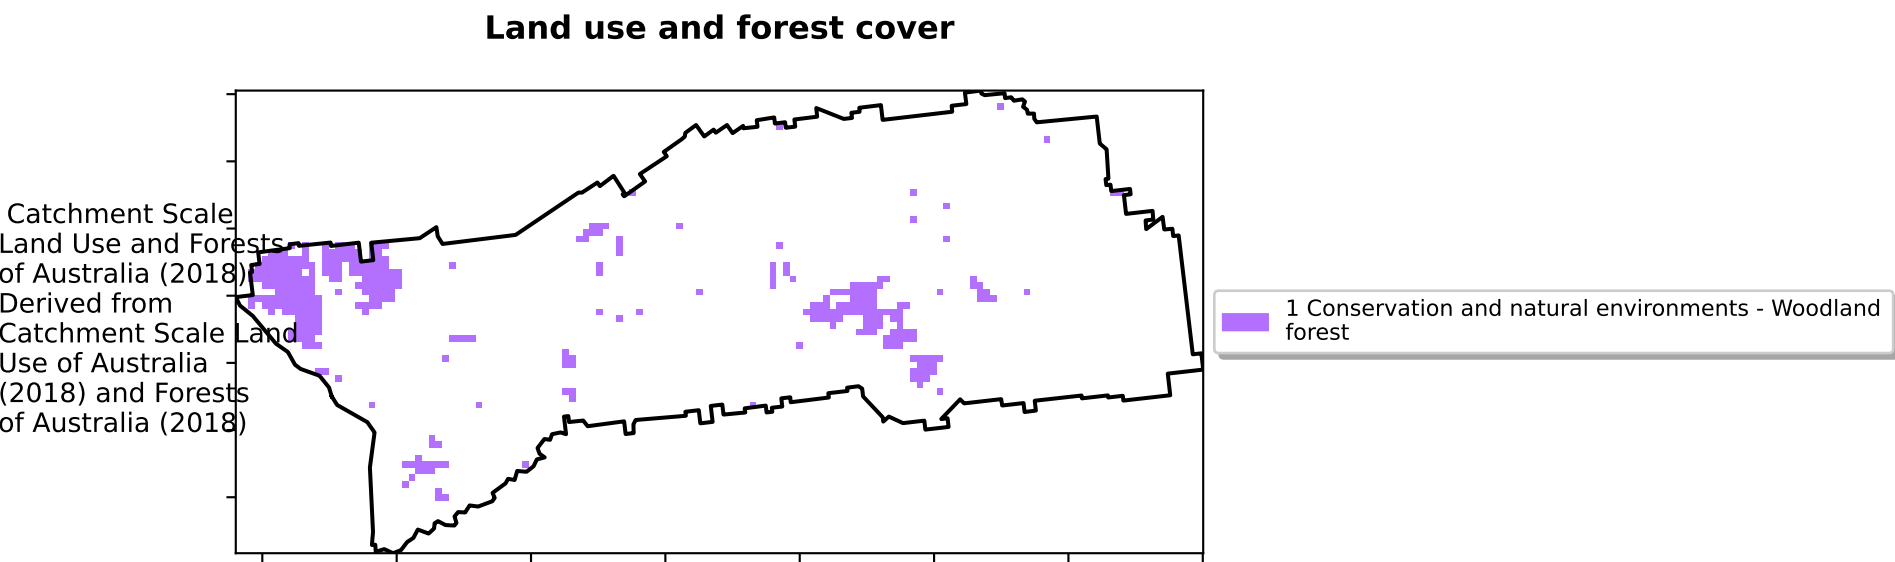 Land use and forest cover
Catchment Scale
Land Use and Forests
of Australia (2018)
Derived from
Catchment Scale Land
Use of Australia
(2018) and Forests
of Australia (2018)
1 Conservation and natural environments - Woodland
forest